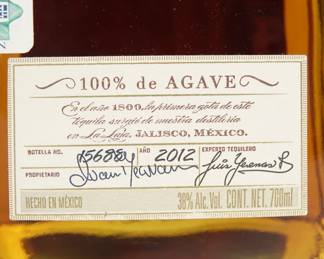 100% de AGAVE
En el año 1800, la primera gota de este
tequila surgió de nuestra destilería
en La Laja, JALISCO, MÉXICO.
BOTELLA NO. AÑO 2012 EXPERTO TEQUILERO
PROPIETARIO
HECHO EN MÉXICO 38% Alc. Vol. CONT. NET. 700ml